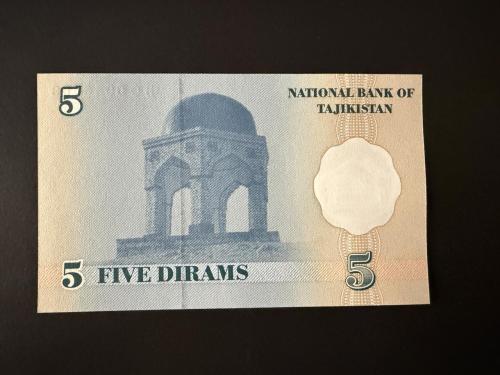 5
NATIONAL BANK OF
TAJIKISTAN
5 FIVE DIRAMS
5